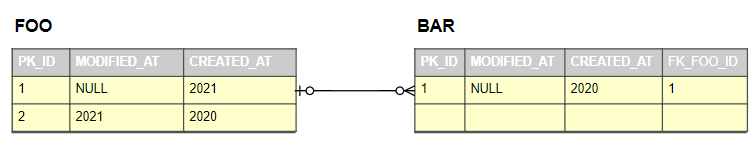 FOO BAR
PK_ID MODIFIED_AT CREATED_AT PK_ID MODIFIED_AT CREATED_AT FK_FOO_ID
1 NULL 2021 1 NULL 2020 1
2 2021 2020